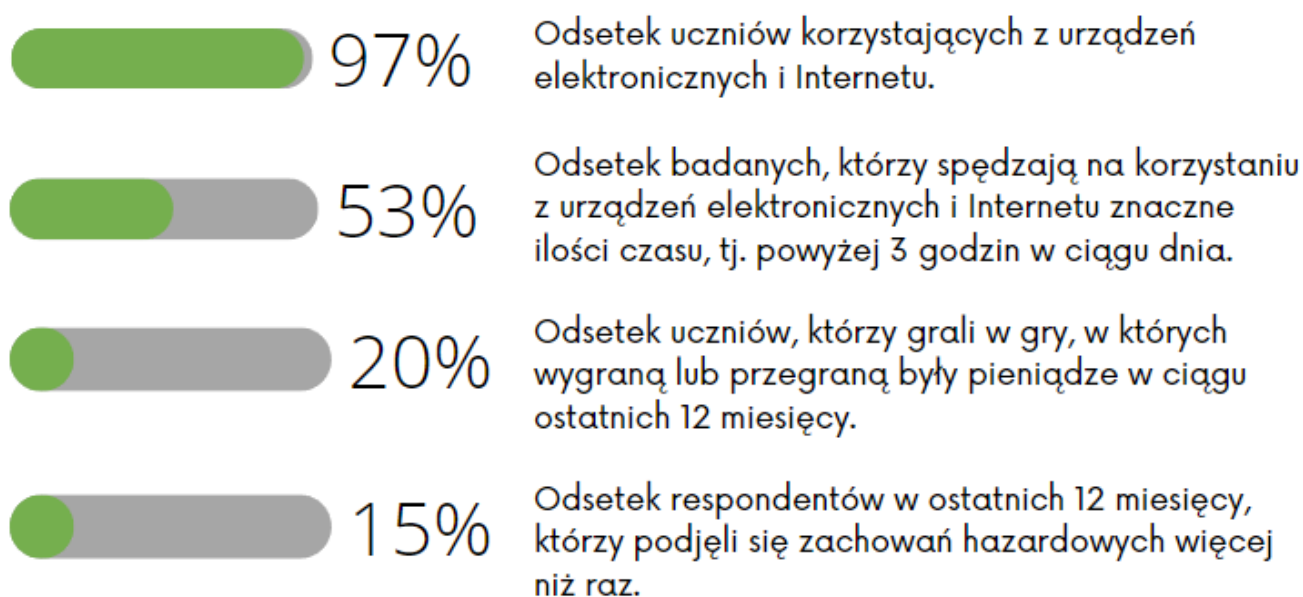 97%
Odsetek uczniów korzystających z urządzeń
elektronicznych i Internetu.
53%
Odsetek badanych, którzy spędzają na korzystaniu
z urządzeń elektronicznych i Internetu znaczne
ilości czasu, tj. powyżej 3 godzin w ciągu dnia.
20%
Odsetek uczniów, którzy grali w gry, w których
wygraną lub przegraną były pieniądze w ciągu
ostatnich 12 miesięcy.
15%
Odsetek respondentów w ostatnich 12 miesięcy,
którzy podjęli się zachowań hazardowych więcej
niż raz.